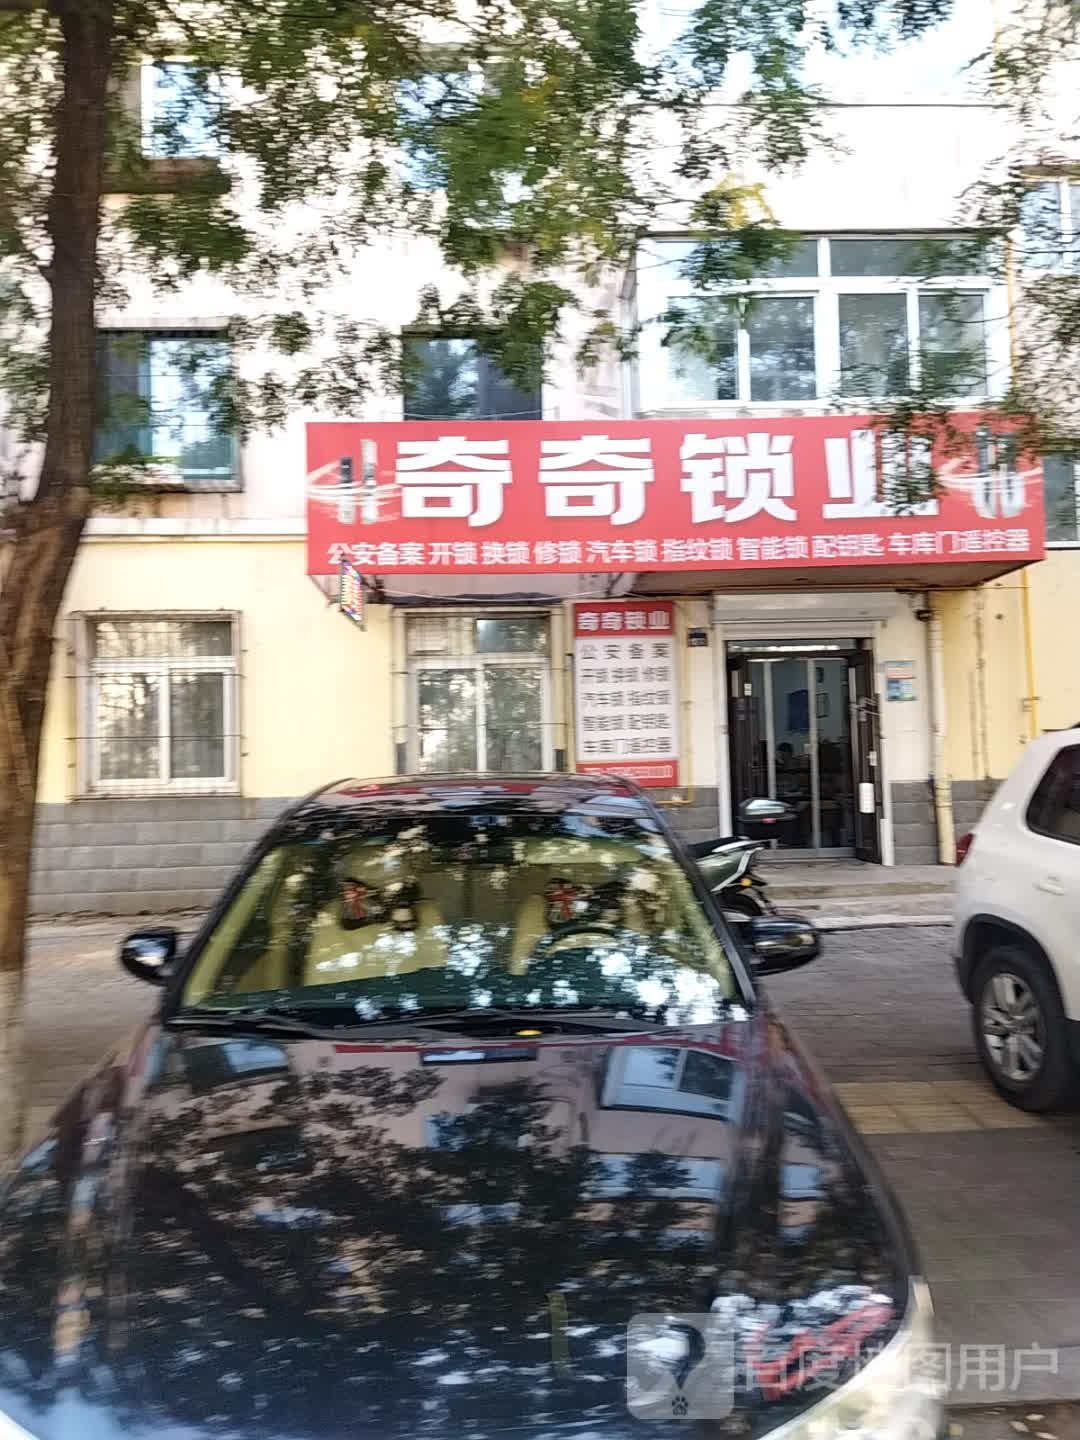 奇奇锁业
公安备案 开锁 换锁 修锁 汽车锁 指纹锁 智能锁 配钥匙 车库门遥控器
奇奇锁业
公安备案
开锁 换锁 修锁
汽车锁 指纹锁
智能锁 配钥匙
车库门遥控器
百度地图用户